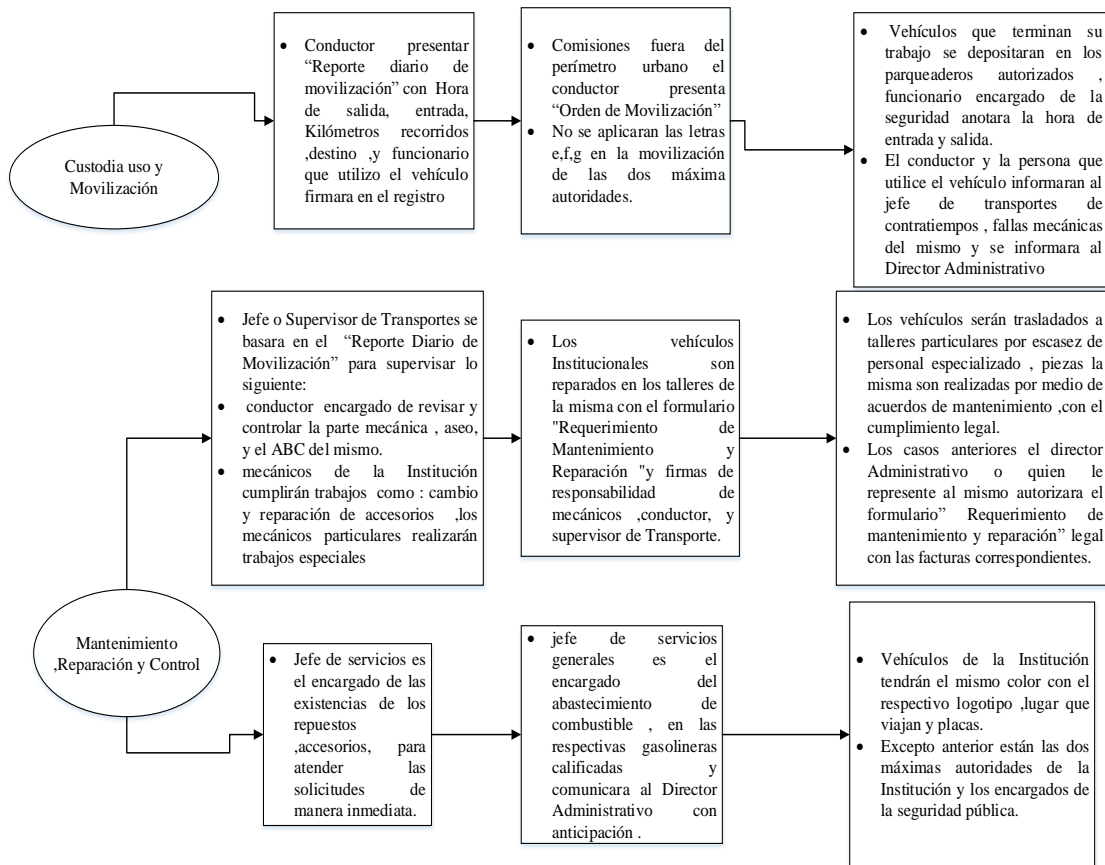 Custodia uso y
Movilización
• Conductor presentar
“Reporte diario de
movilización” con Hora
de salida, entrada,
Kilómetros recorridos
,destino ,y funcionario
que utilizo el vehículo
firmara en el registro
• Comisiones fuera del
perímetro urbano el
conductor presenta
“Orden de Movilización”
• No se aplicaran las letras
e,f,g en la movilización
de las dos máxima
autoridades.
• Vehículos que terminan su
trabajo se depositaran en los
parqueaderos autorizados ,
funcionario encargado de la
seguridad anotara la hora de
entrada y salida.
• El conductor y la persona que
utilice el vehículo informaran al
jefe de transportes de
contratiempos , fallas mecánicas
del mismo y se informara al
Director Administrativo
Mantenimiento
,Reparación y Control
• Jefe o Supervisor de Transportes se
basara en el “Reporte Diario de
Movilización” para supervisar lo
siguiente:
• conductor encargado de revisar y
controlar la parte mecánica , aseo,
y el ABC del mismo.
• mecánicos de la Institución
cumplirán trabajos como : cambio
y reparación de accesorios ,los
mecánicos particulares realizarán
trabajos especiales
• Los vehículos
Institucionales son
reparados en los talleres de
la misma con el formulario
"Requerimiento de
Mantenimiento y
Reparación "y firmas de
responsabilidad de
mecánicos ,conductor, y
supervisor de Transporte.
• Los vehículos serán trasladados a
talleres particulares por escasez de
personal especializado , piezas la
misma son realizadas por medio de
acuerdos de mantenimiento ,con el
cumplimiento legal.
• Los casos anteriores el director
Administrativo o quien le
represente al mismo autorizara el
formulario” Requerimiento de
mantenimiento y reparación” legal
con las facturas correspondientes.
• Jefe de servicios es
el encargado de las
existencias de los
repuestos
,accesorios, para
atender las
solicitudes de
manera inmediata.
• jefe de servicios
generales es el
encargado del
abastecimiento de
combustible , en las
respectivas gasolineras
calificadas y
comunicara al Director
Administrativo con
anticipación .
• Vehículos de la Institución
tendrán el mismo color con el
respectivo logotipo ,lugar que
viajan y placas.
• Excepto anterior están las dos
máximas autoridades de la
Institución y los encargados de
la seguridad pública.